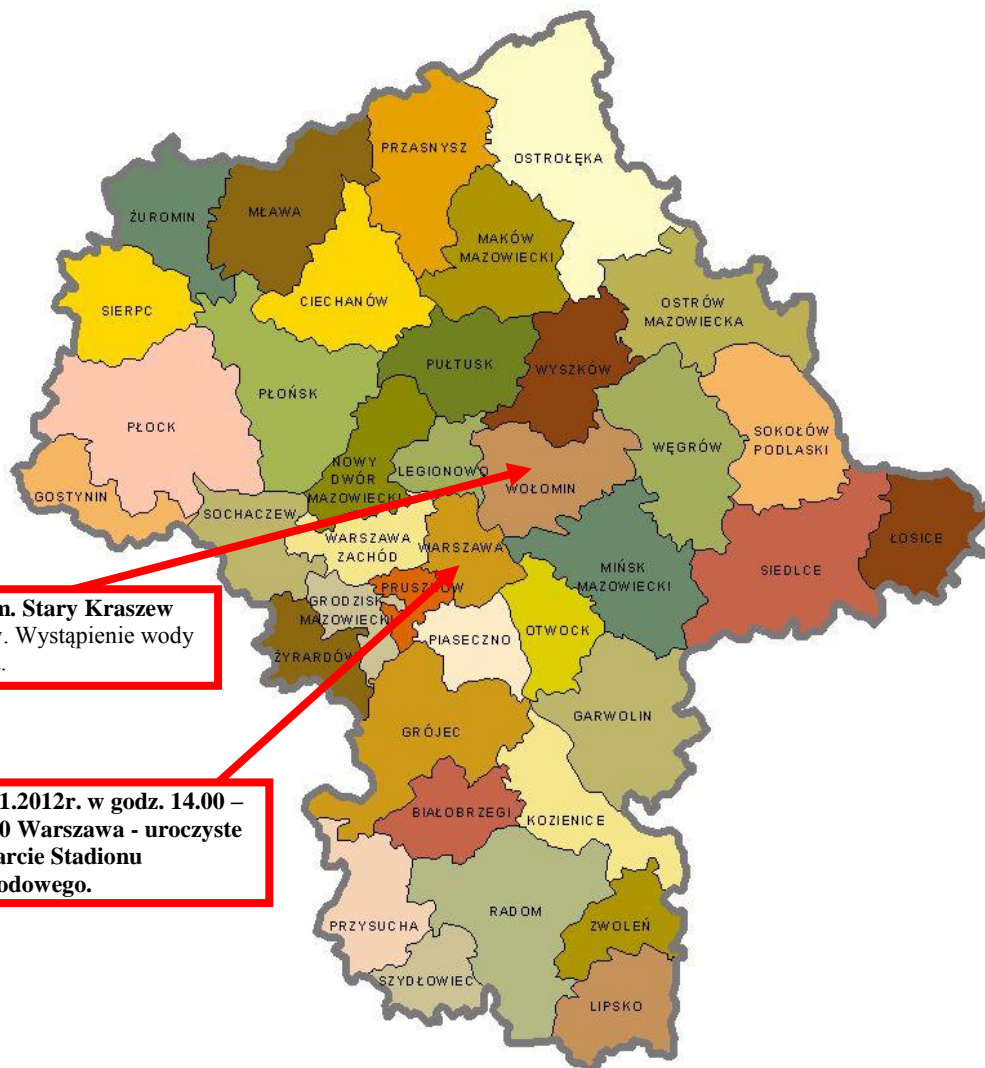 PRZASNYSZ
OSTROŁĘKA
ŻUROMIN
MŁAWA
MAKÓW
MAZOWIECKI
SIERPC
CIECHANÓW
OSTRÓW
MAZOWIECKA
PUŁTUSK
WYSZKÓW
PŁOŃSK
PŁOCK
SOKOŁÓW
PODLASKI
WĘGRÓW
NOWY
DWÓR
MAZOWIECKI
LEGIONOWO
WOŁOMIN
GOSTYNIN
SOCHACZEW
WARSZAWA
ZACHÓD
WARSZAWA
MIŃSK
MAZOWIECKI
SIEDLCE
ŁOSICE
PRUSZKÓW
GRODZISK
MAZOWIECKI
PIASECZNO
OTWOCK
ŻYRARDÓW
m. Stary Kraszew
. Wystąpienie wody
GARWOLIN
GRÓJEC
1.2012r. w godz. 14.00 –
0 Warszawa - uroczyste
arcie Stadionu
odowego.
BIAŁOBRZEGI
KOZIENICE
RADOM
PRZYSUCHA
ZWOLEŃ
SZYDŁOWIEC
LIPSKO